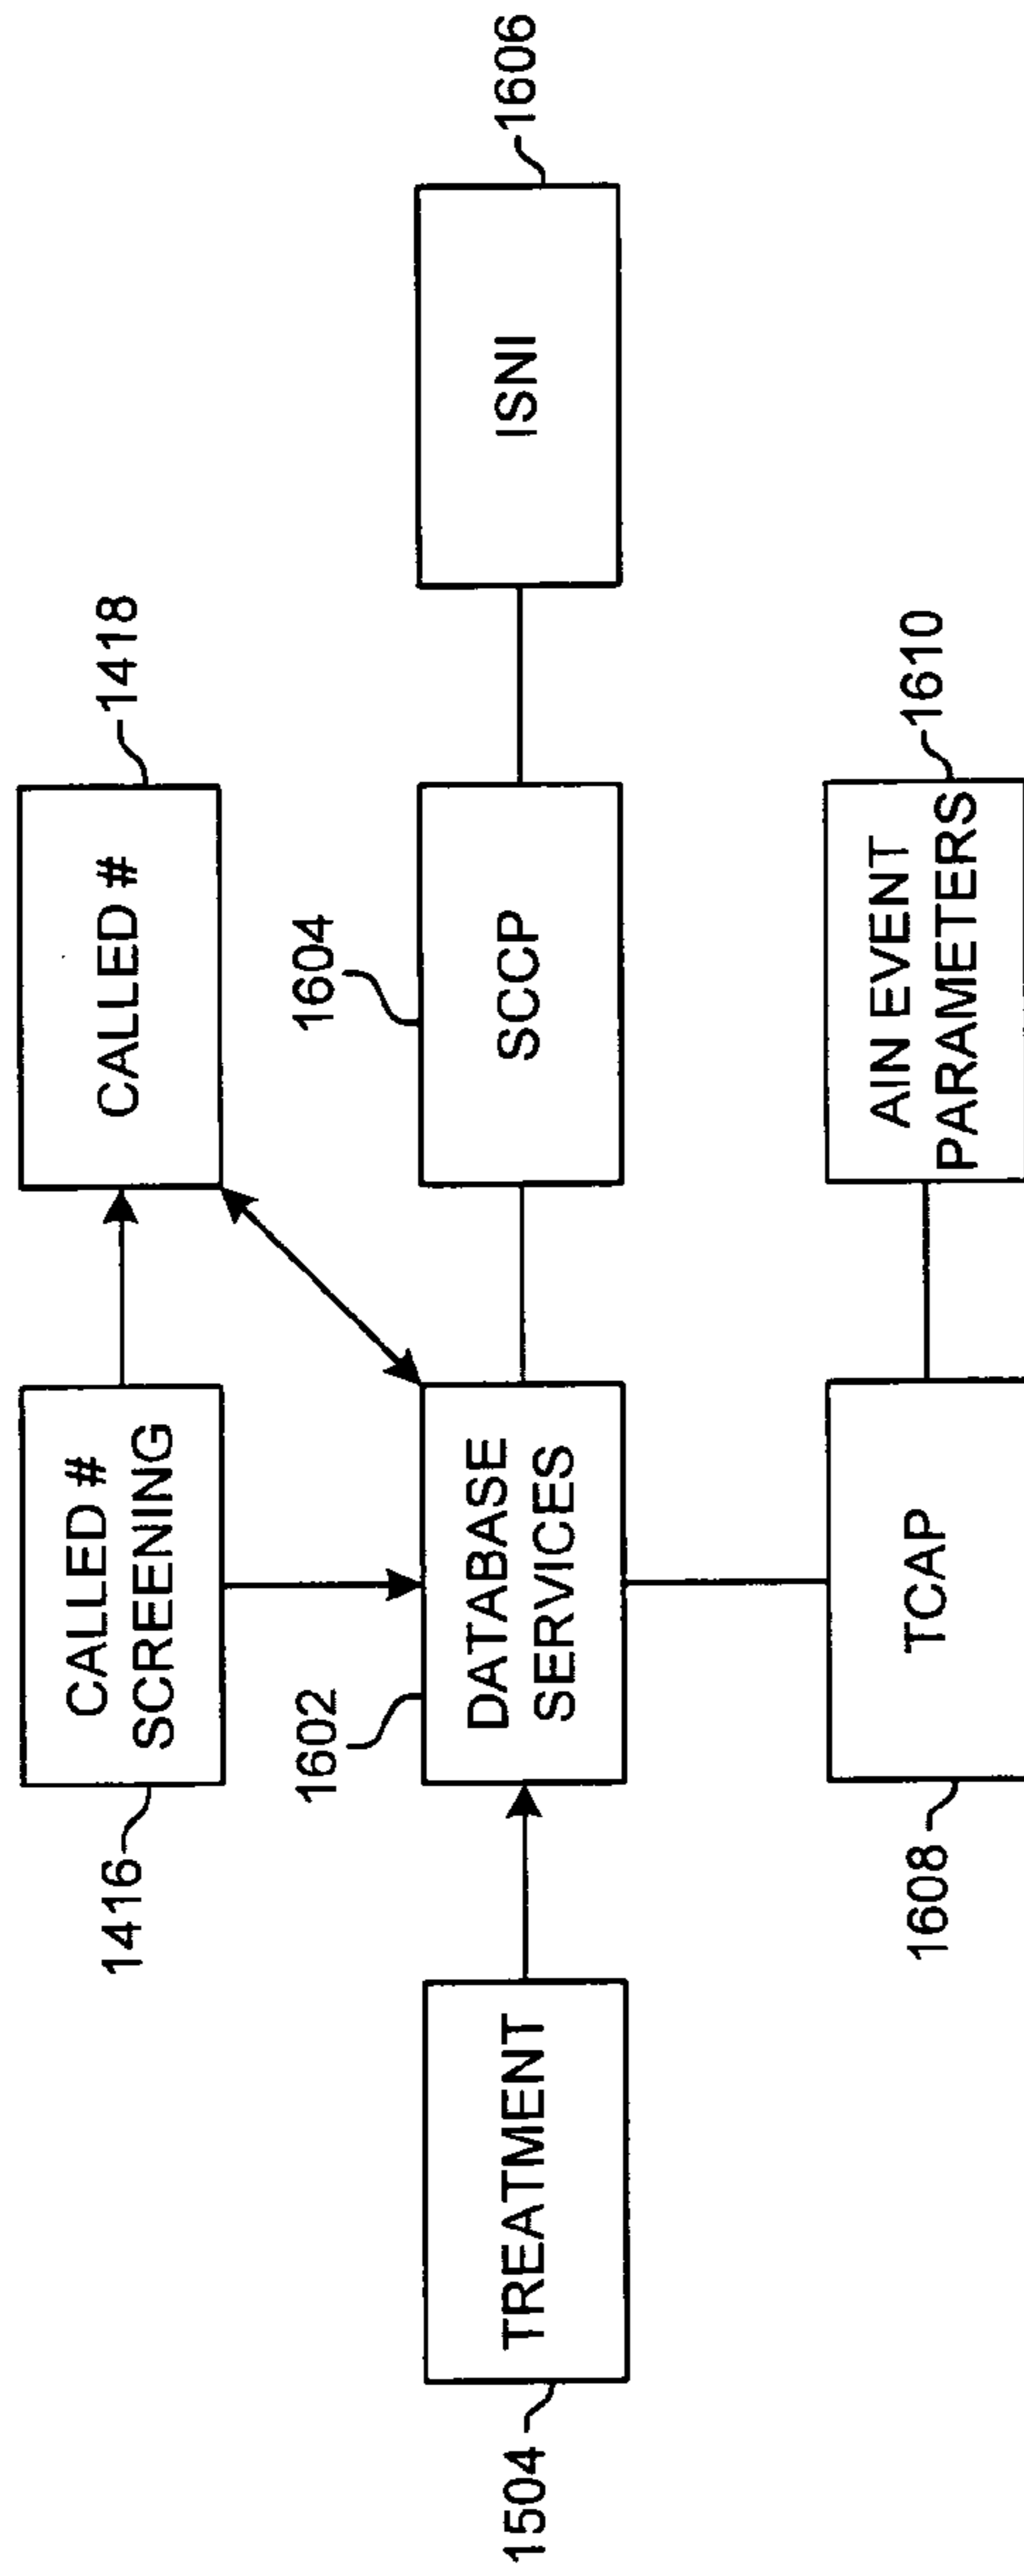 1416
CALLED #
SCREENING
CALLED #
1418
1504
TREATMENT
1602
DATABASE
SERVICES
1604
SCCP
ISNI
1606
1608
TCAP
AIN EVENT
PARAMETERS
1610